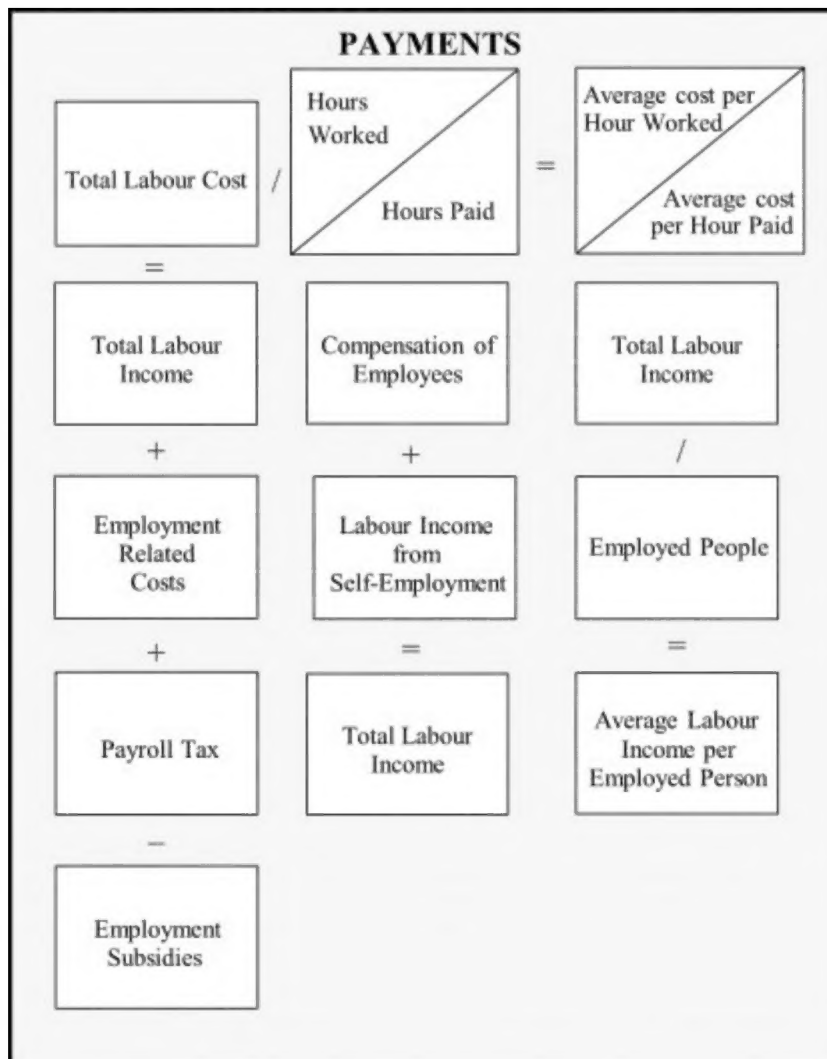 PAYMENTS
Total Labour Cost
/
Hours
Worked
Hours Paid
=
Average cost per
Hour Worked
Average cost
per Hour Paid
=
Total Labour
Income
Compensation of
Employees
Total Labour
Income
+
+
/
Employment
Related
Costs
Labour Income
from
Self-Employment
Employed People
+
=
=
Payroll Tax
Total Labour
Income
Average Labour
Income per
Employed Person
–
Employment
Subsidies